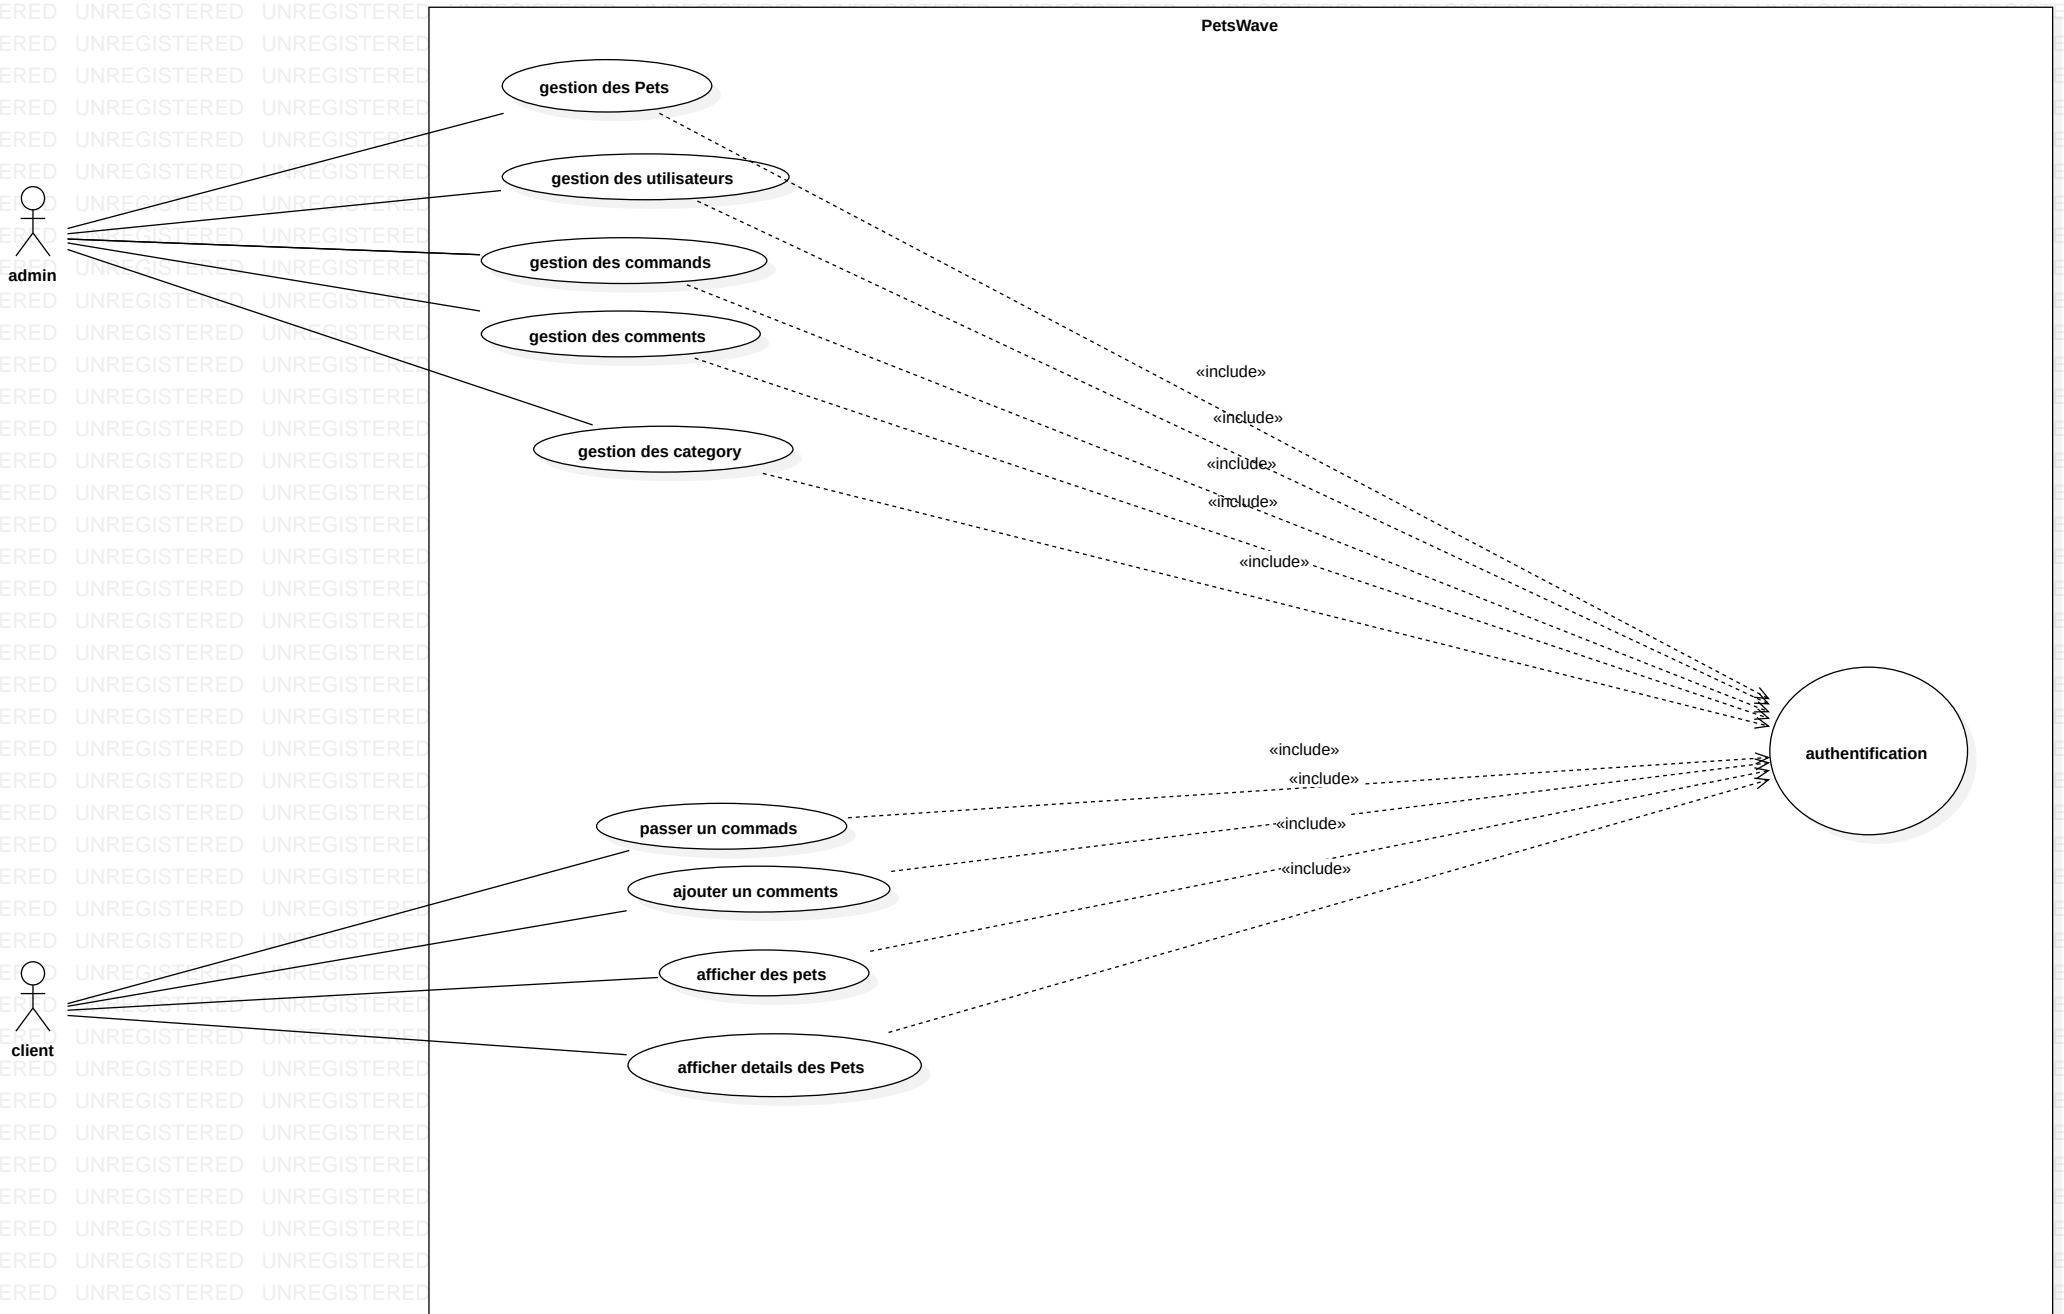 PetsWave
gestion des Pets
gestion des utilisateurs
admin
gestion des commands
gestion des comments
«include»
«include»
gestion des category
«include»
«include»
«include»
«include»
authentification
«include»
passer un commads
«include»
«include»
ajouter un comments
afficher des pets
client
afficher details des Pets
UNREGISTERED UNREGISTERED